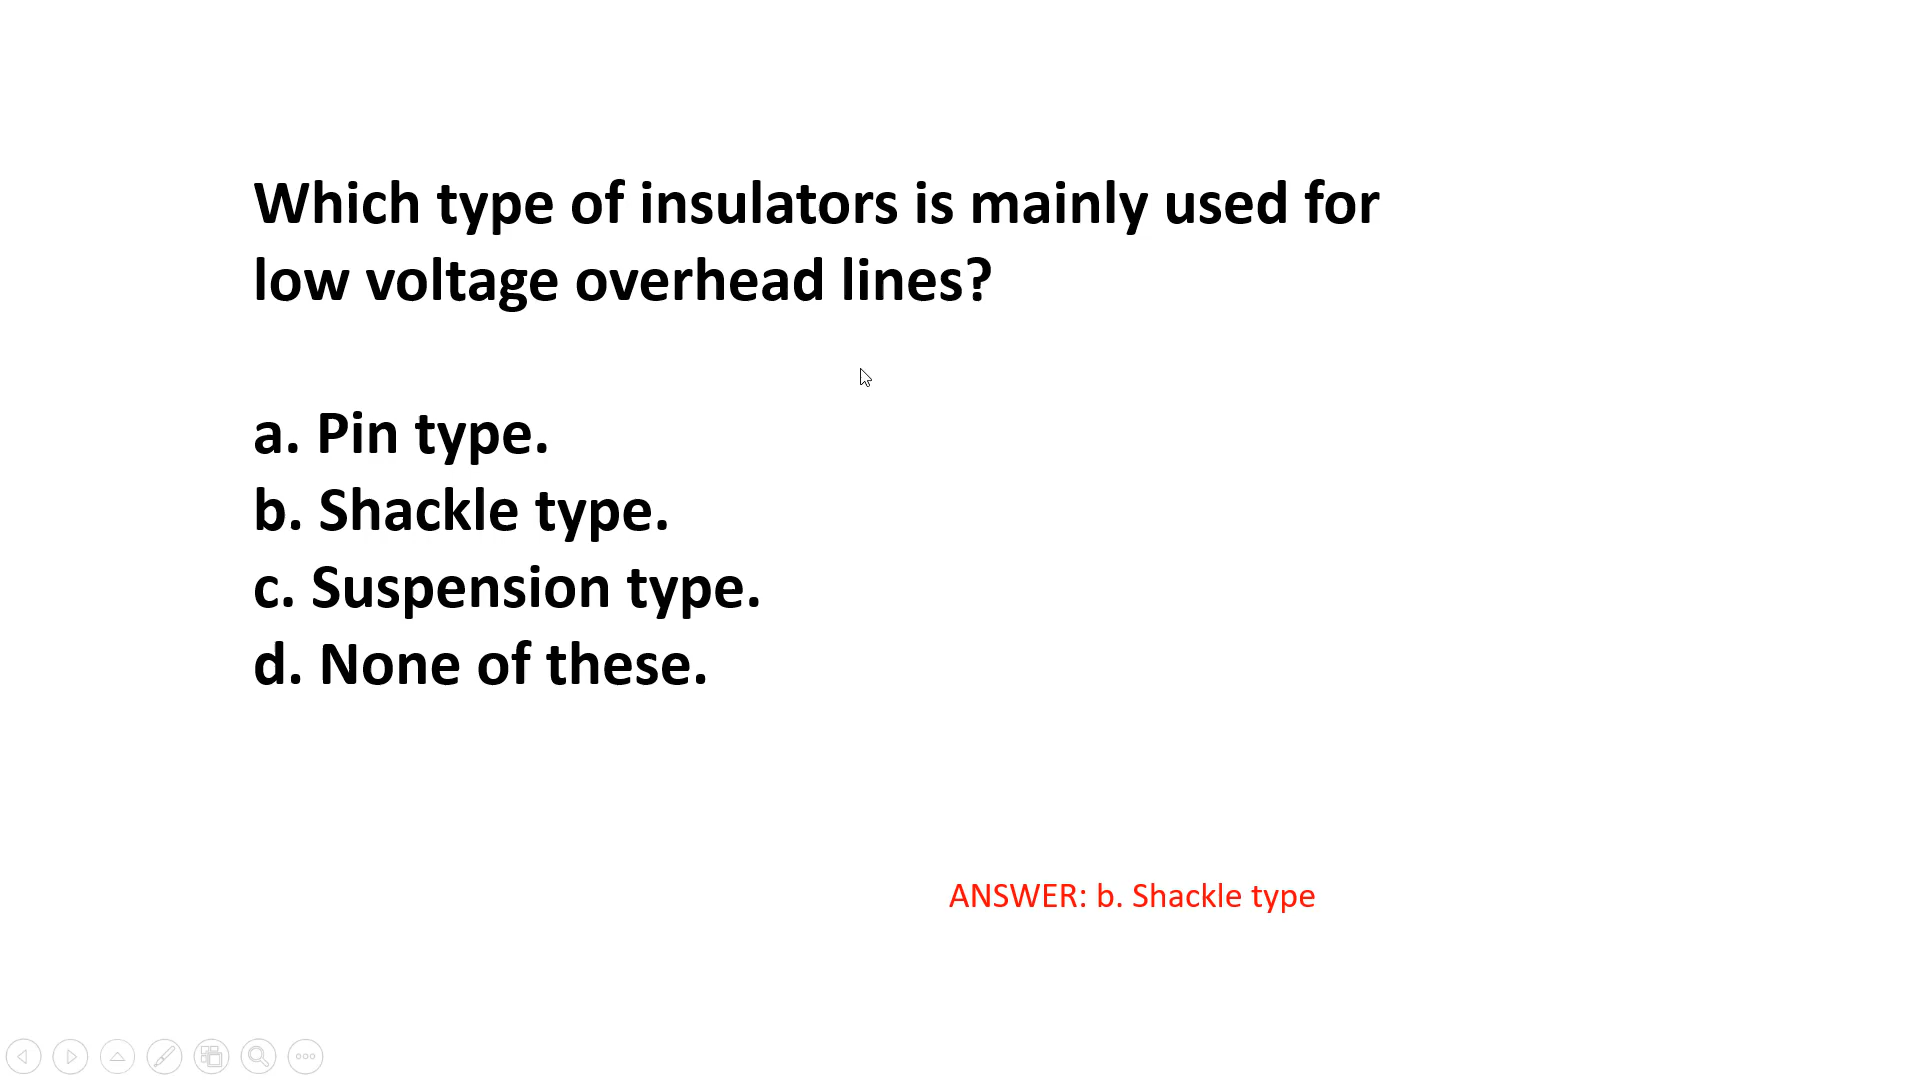 Which type of insulators is mainly used for
low voltage overhead lines?
a. Pin type.
b. Shackle type.
c. Suspension type.
d. None of these.
ANSWER: b. Shackle type